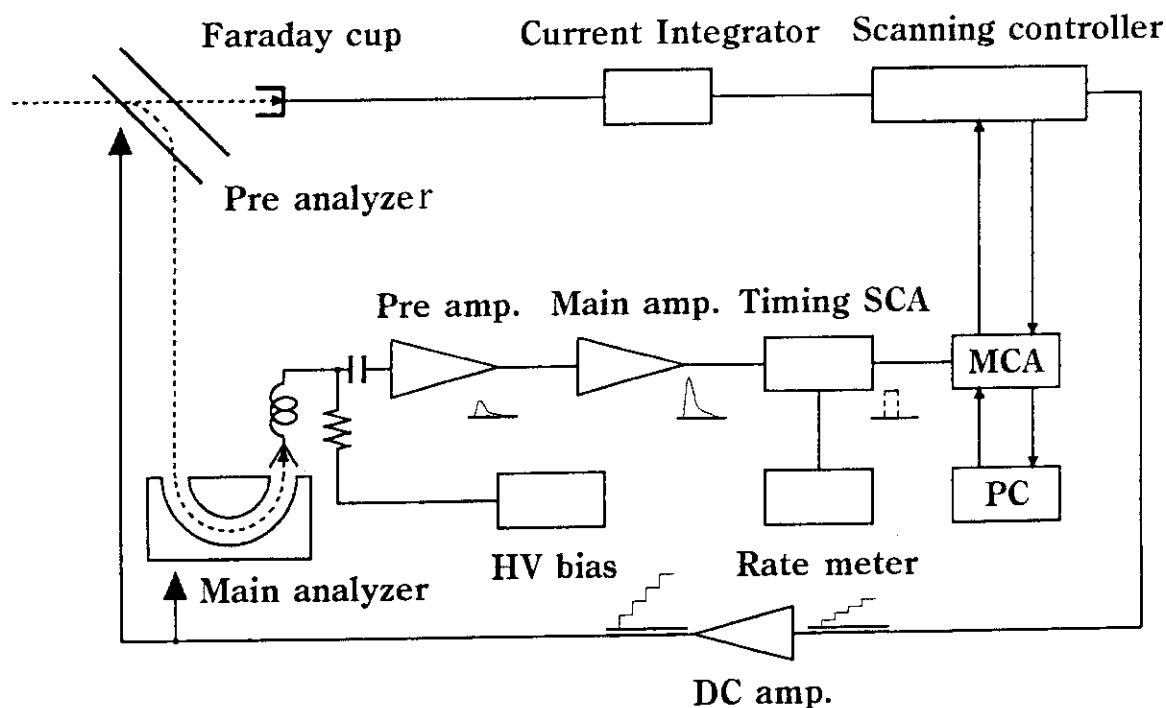 Faraday cup
Current Integrator
Scanning controller
Pre analyzer
Pre amp.
Main amp.
Timing SCA
MCA
PC
HV bias
Rate meter
Main analyzer
DC amp.